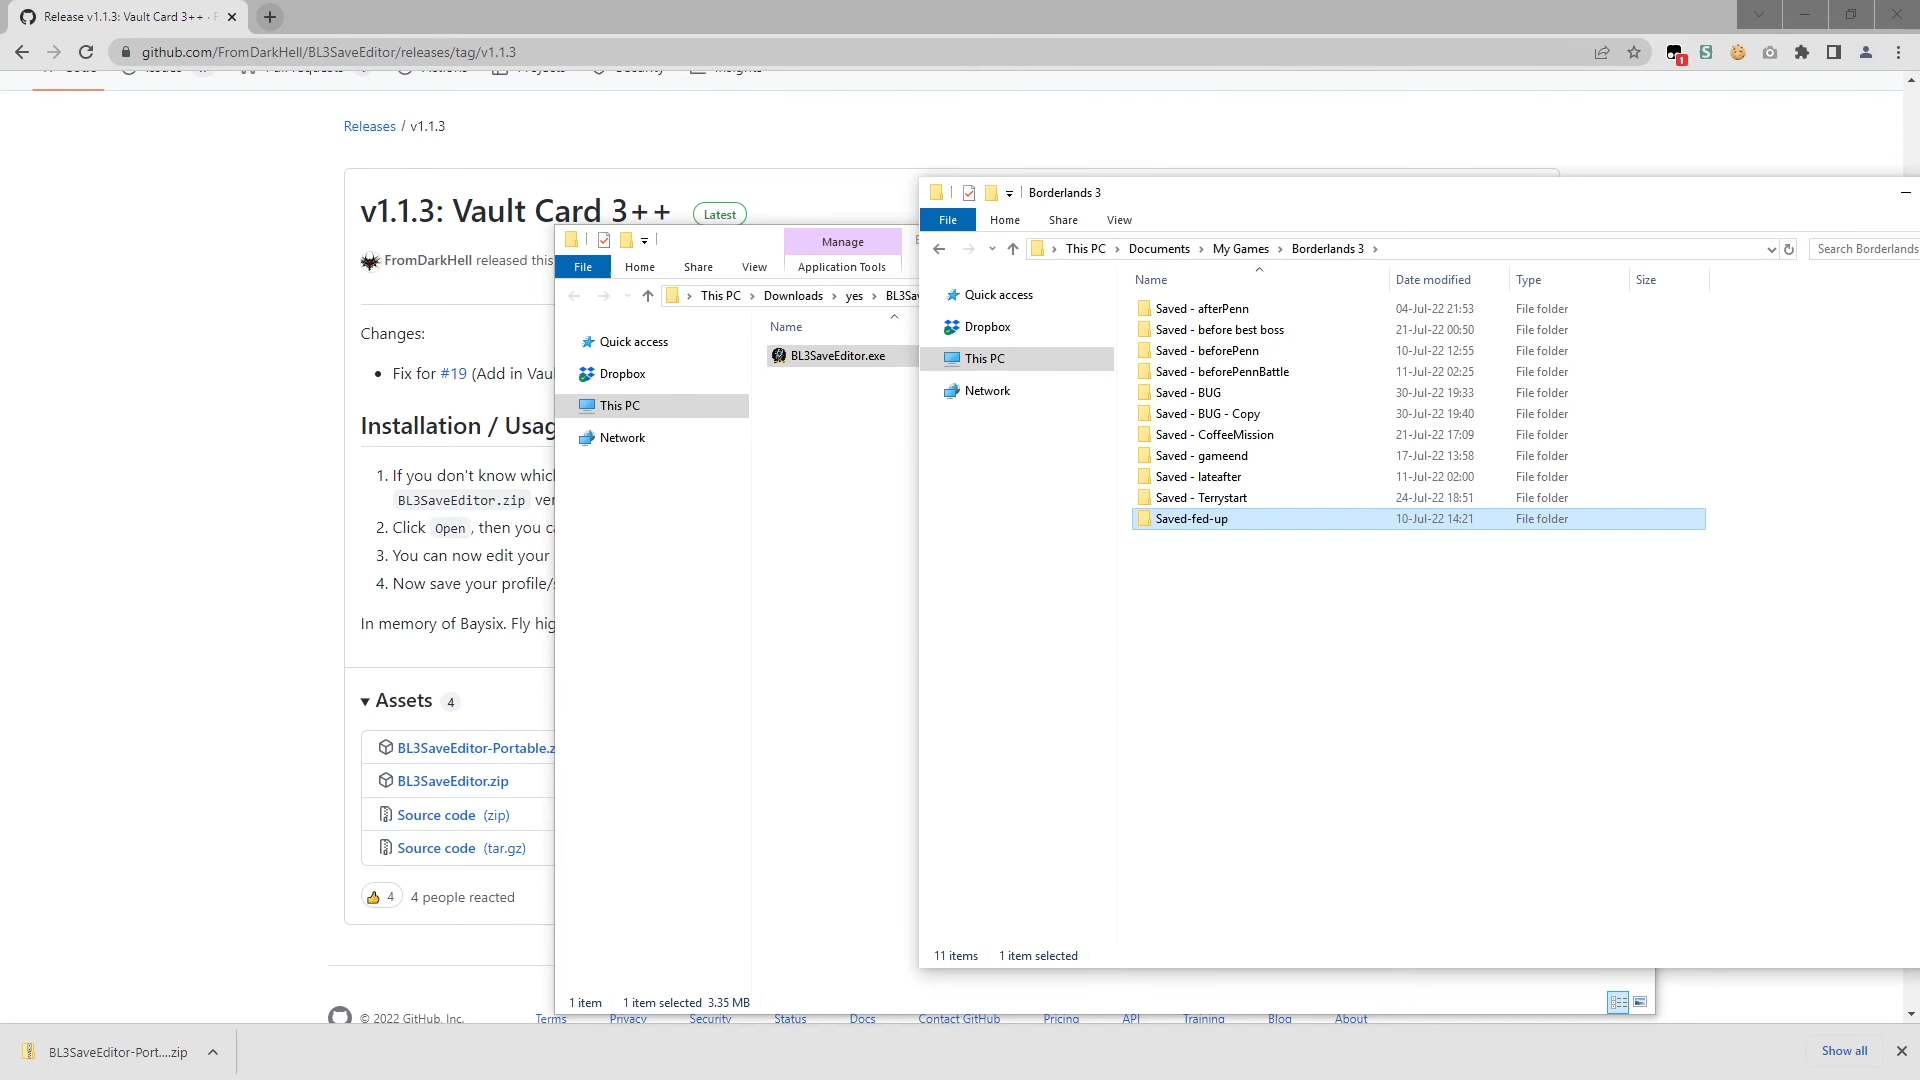 Release v1.1.3: Vault Card 3++ · F
github.com/FromDarkHell/BL3SaveEditor/releases/tag/v1.1.3
1
Releases / v1.1.3
v1.1.3: Vault Card 3++
Latest
FromDarkHell released this
Changes:
Fix for #19 (Add in Vau
Installation / Usag
1. If you don't know whic
BL3SaveEditor.zip ver
2. Click Open, then you ca
3. You can now edit your
4. Now save your profile/s
In memory of Baysix. Fly hig
Assets 4
BL3SaveEditor-Portable.z
BL3SaveEditor.zip
Source code (zip)
Source code (tar.gz)
4
4 people reacted
© 2022 GitHub, Inc.
Terms
Privacy
Security
Status
Docs
Contact GitHub
Pricing
API
Training
Blog
About
Manage
File
Home
Share
View
Application Tools
This PC
Downloads
yes
BL3Sa
Name
Quick access
BL3SaveEditor.exe
Dropbox
This PC
Network
1 item
1 item selected 3.35 MB
Borderlands 3
File
Home
Share
View
This PC
Documents
My Games
Borderlands 3
Search Borderlands
Name
Date modified
Type
Size
Quick access
Dropbox
This PC
Network
Saved - afterPenn 04-Jul-22 21:53 File folder
Saved - before best boss 21-Jul-22 00:50 File folder
Saved - beforePenn 10-Jul-22 12:55 File folder
Saved - beforePennBattle 11-Jul-22 02:25 File folder
Saved - BUG 30-Jul-22 19:33 File folder
Saved - BUG - Copy 30-Jul-22 19:40 File folder
Saved - CoffeeMission 21-Jul-22 17:09 File folder
Saved - gameend 17-Jul-22 13:58 File folder
Saved - lateafter 11-Jul-22 02:00 File folder
Saved - Terrystart 24-Jul-22 18:51 File folder
Saved-fed-up 10-Jul-22 14:21 File folder
11 items
1 item selected
BL3SaveEditor-Port....zip
Show all